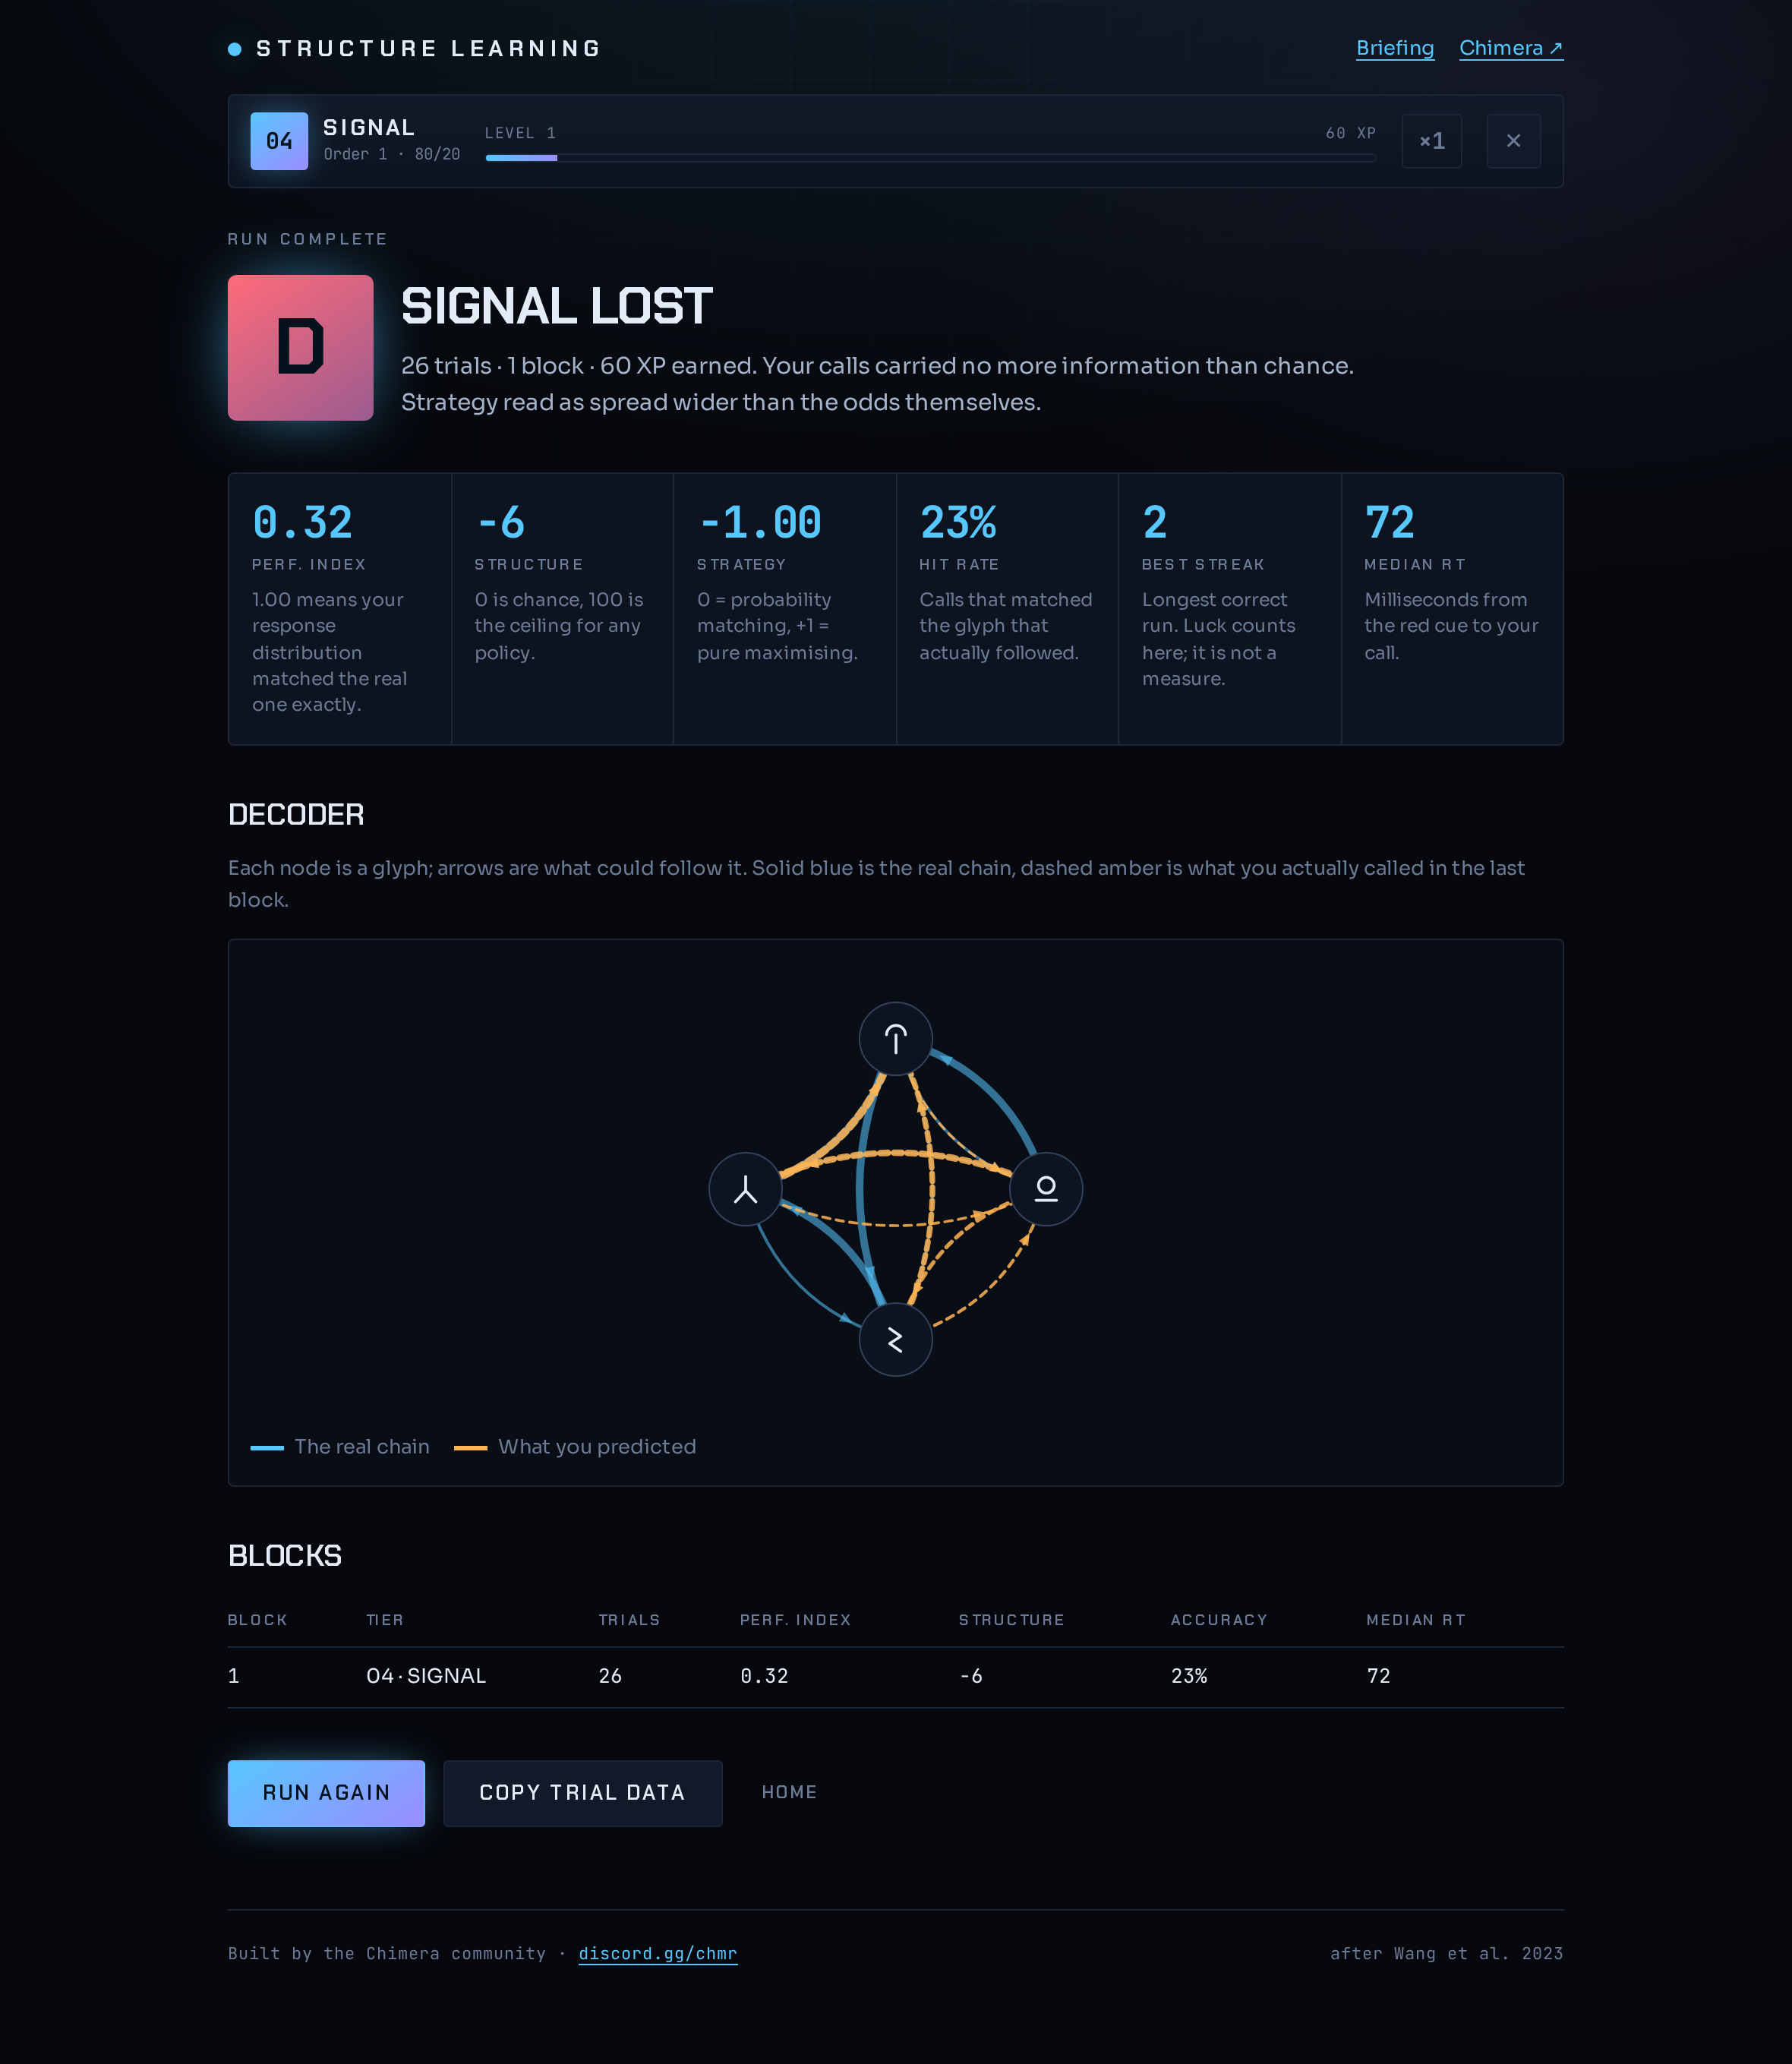 STRUCTURE LEARNING
Briefing Chimera ↗
04
SIGNAL
Order 1 · 80/20
LEVEL 1
60 XP
×1
✕
RUN COMPLETE
D
SIGNAL LOST
26 trials · 1 block · 60 XP earned. Your calls carried no more information than chance.
Strategy read as spread wider than the odds themselves.
0.32
PERF. INDEX
1.00 means your
response
distribution
matched the real
one exactly.
-6
STRUCTURE
0 is chance, 100 is
the ceiling for any
policy.
-1.00
STRATEGY
0 = probability
matching, +1 =
pure maximising.
23%
HIT RATE
Calls that matched
the glyph that
actually followed.
2
BEST STREAK
Longest correct
run. Luck counts
here; it is not a
measure.
72
MEDIAN RT
Milliseconds from
the red cue to your
call.
DECODER
Each node is a glyph; arrows are what could follow it. Solid blue is the real chain, dashed amber is what you actually called in the last
block.
The real chain What you predicted
BLOCKS
BLOCK TIER TRIALS PERF. INDEX STRUCTURE ACCURACY MEDIAN RT
1 04 · SIGNAL 26 0.32 -6 23% 72
RUN AGAIN COPY TRIAL DATA HOME
Built by the Chimera community · discord.gg/chmr
after Wang et al. 2023